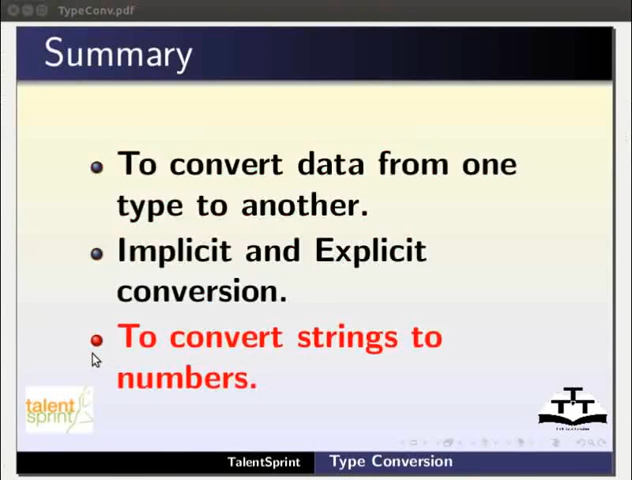 TypeConv.pdf
Summary
To convert data from one
type to another.
Implicit and Explicit
conversion.
To convert strings to
numbers.
talent
sprint
TalentSprint
Type Conversion